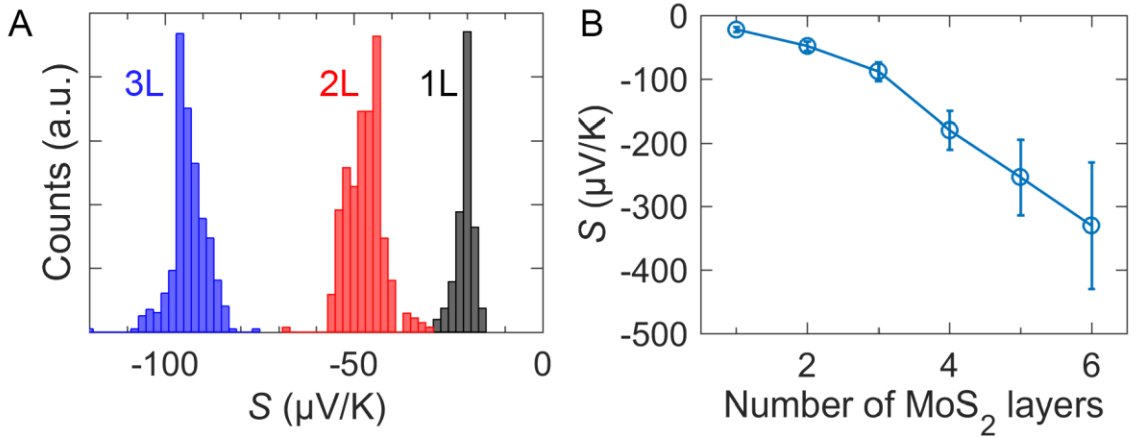 A
3L
2L
1L
Counts (a.u.)
-100
-50
0
S (µV/K)
B
0
-100
-200
-300
-400
-500
S (µV/K)
2
4
6
Number of MoS₂ layers